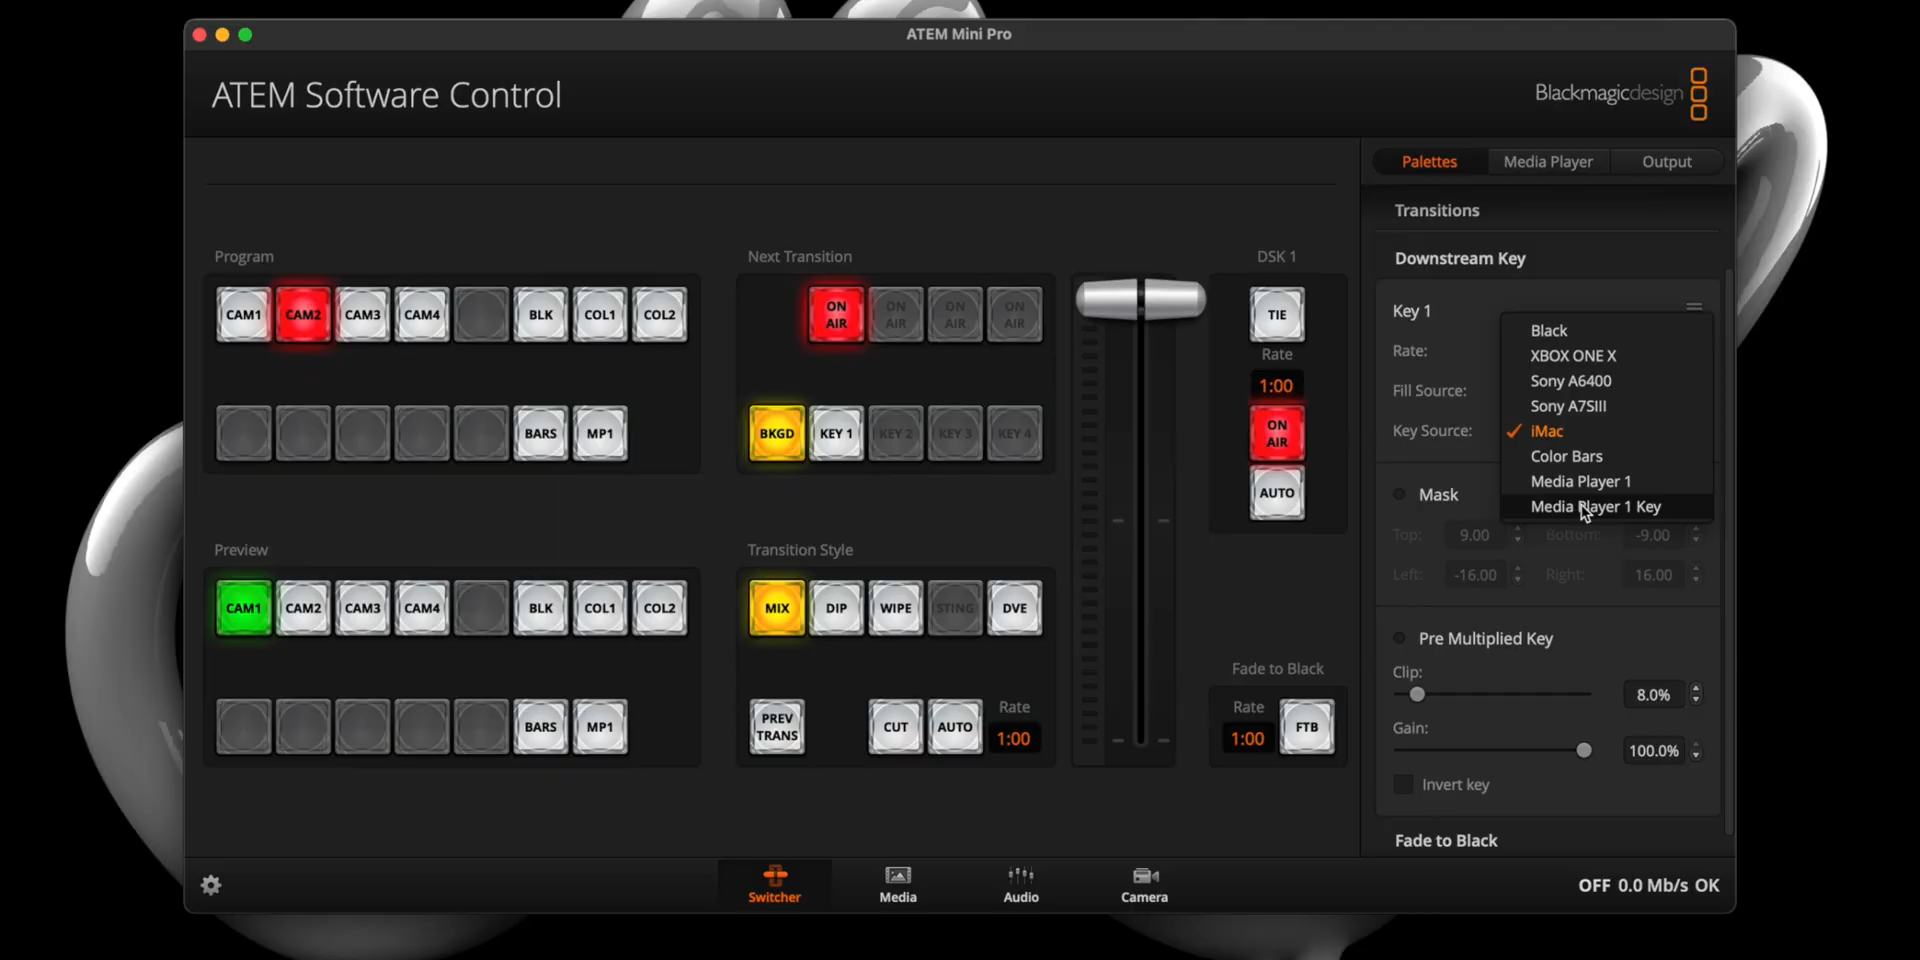 ATEM Mini Pro
ATEM Software Control
Blackmagicdesign
Palettes
Media Player
Output
Transitions
Program
Next Transition
DSK 1
Downstream Key
CAM1
CAM2
CAM3
CAM4
BLK
COL1
COL2
ON AIR
ON AIR
ON AIR
ON AIR
TIE
Key 1
Black
Rate
Rate:
XBOX ONE X
1:00
Fill Source:
Sony A6400
Sony A7SIII
BARS
MP1
BKGD
KEY 1
KEY 2
KEY 3
KEY 4
ON AIR
Key Source:
iMac
Color Bars
Media Player 1
AUTO
Mask
Media Player 1 Key
Top:
9.00
Bottom:
-9.00
Preview
Transition Style
Left:
-16.00
Right:
16.00
CAM1
CAM2
CAM3
CAM4
BLK
COL1
COL2
MIX
DIP
WIPE
STING
DVE
Pre Multiplied Key
Fade to Black
Clip:
8.0%
BARS
MP1
PREV TRANS
CUT
AUTO
Rate
1:00
Rate
1:00
FTB
Gain:
100.0%
Invert key
Fade to Black
Switcher
Media
Audio
Camera
OFF 0.0 Mb/s OK